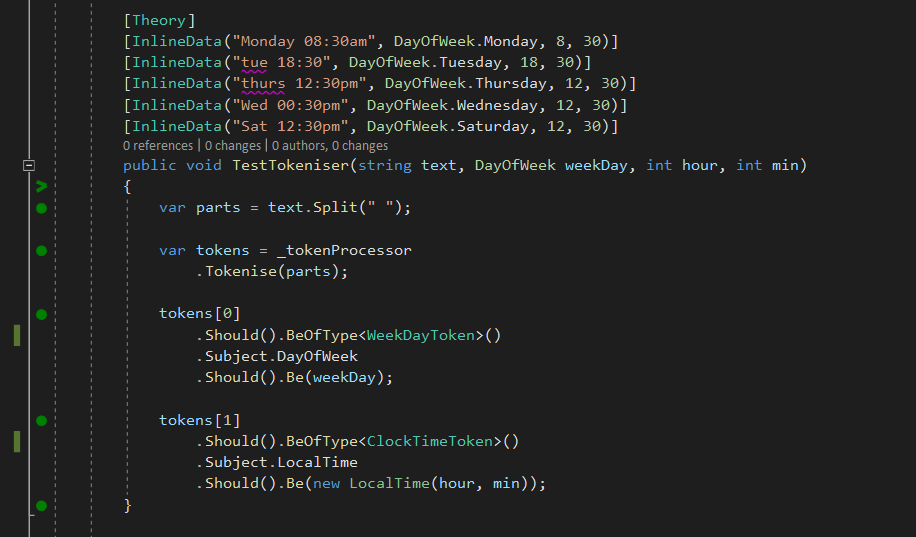 [Theory]
[InlineData("Monday 08:30am", DayOfWeek.Monday, 8, 30)]
[InlineData("tue 18:30", DayOfWeek.Tuesday, 18, 30)]
[InlineData("thurs 12:30pm", DayOfWeek.Thursday, 12, 30)]
[InlineData("Wed 00:30pm", DayOfWeek.Wednesday, 12, 30)]
[InlineData("Sat 12:30pm", DayOfWeek.Saturday, 12, 30)]
0 references | 0 changes | 0 authors, 0 changes
public void TestTokeniser(string text, DayOfWeek weekDay, int hour, int min)
{
    var parts = text.Split(" ");
    var tokens = _tokenProcessor
        .Tokenise(parts);
    tokens[0]
        .Should().BeOfType<WeekDayToken>()
        .Subject.DayOfWeek
        .Should().Be(weekDay);
    tokens[1]
        .Should().BeOfType<ClockTimeToken>()
        .Subject.LocalTime
        .Should().Be(new LocalTime(hour, min));
}